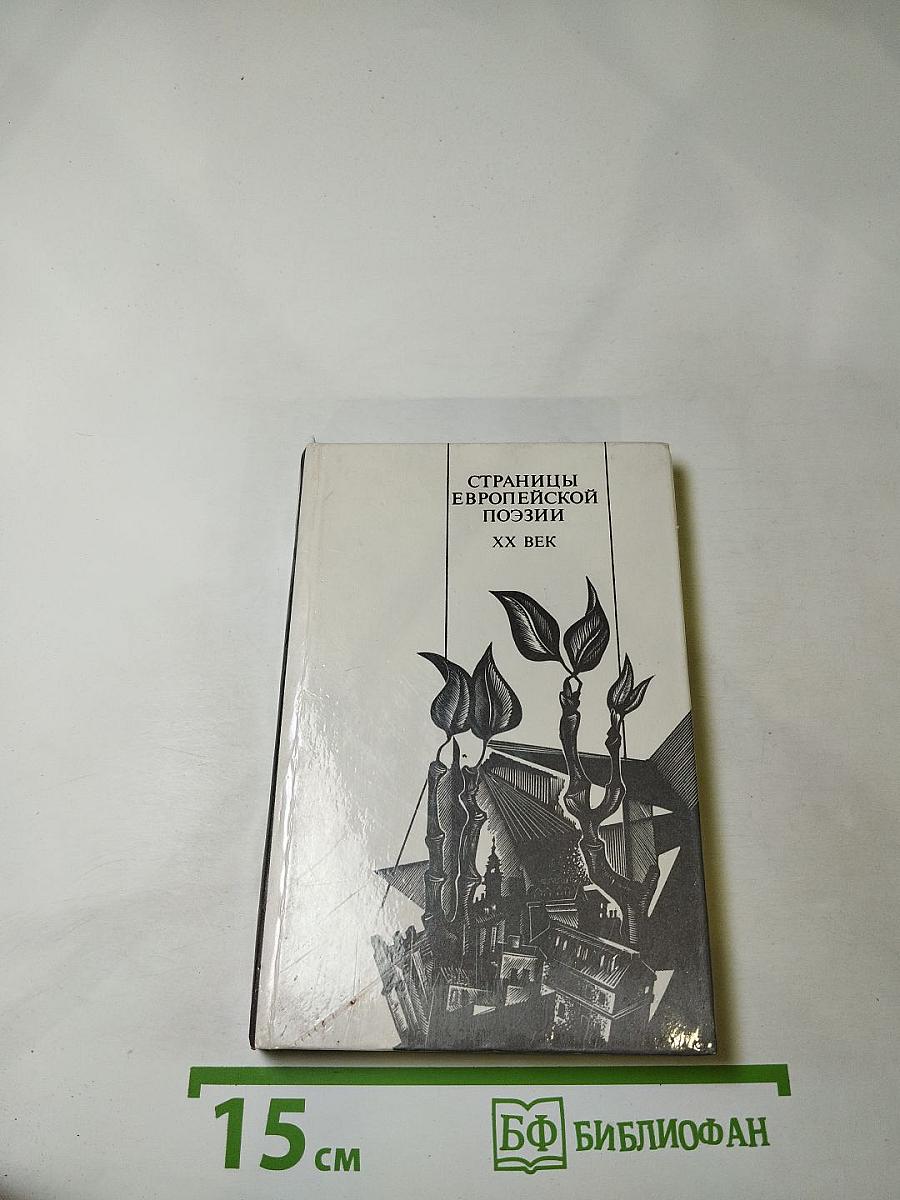 СТРАНИЦЫ
ЕВРОПЕЙСКОЙ
ПОЭЗИИ
XX ВЕК
15 см
БФ БИБЛИОФАН